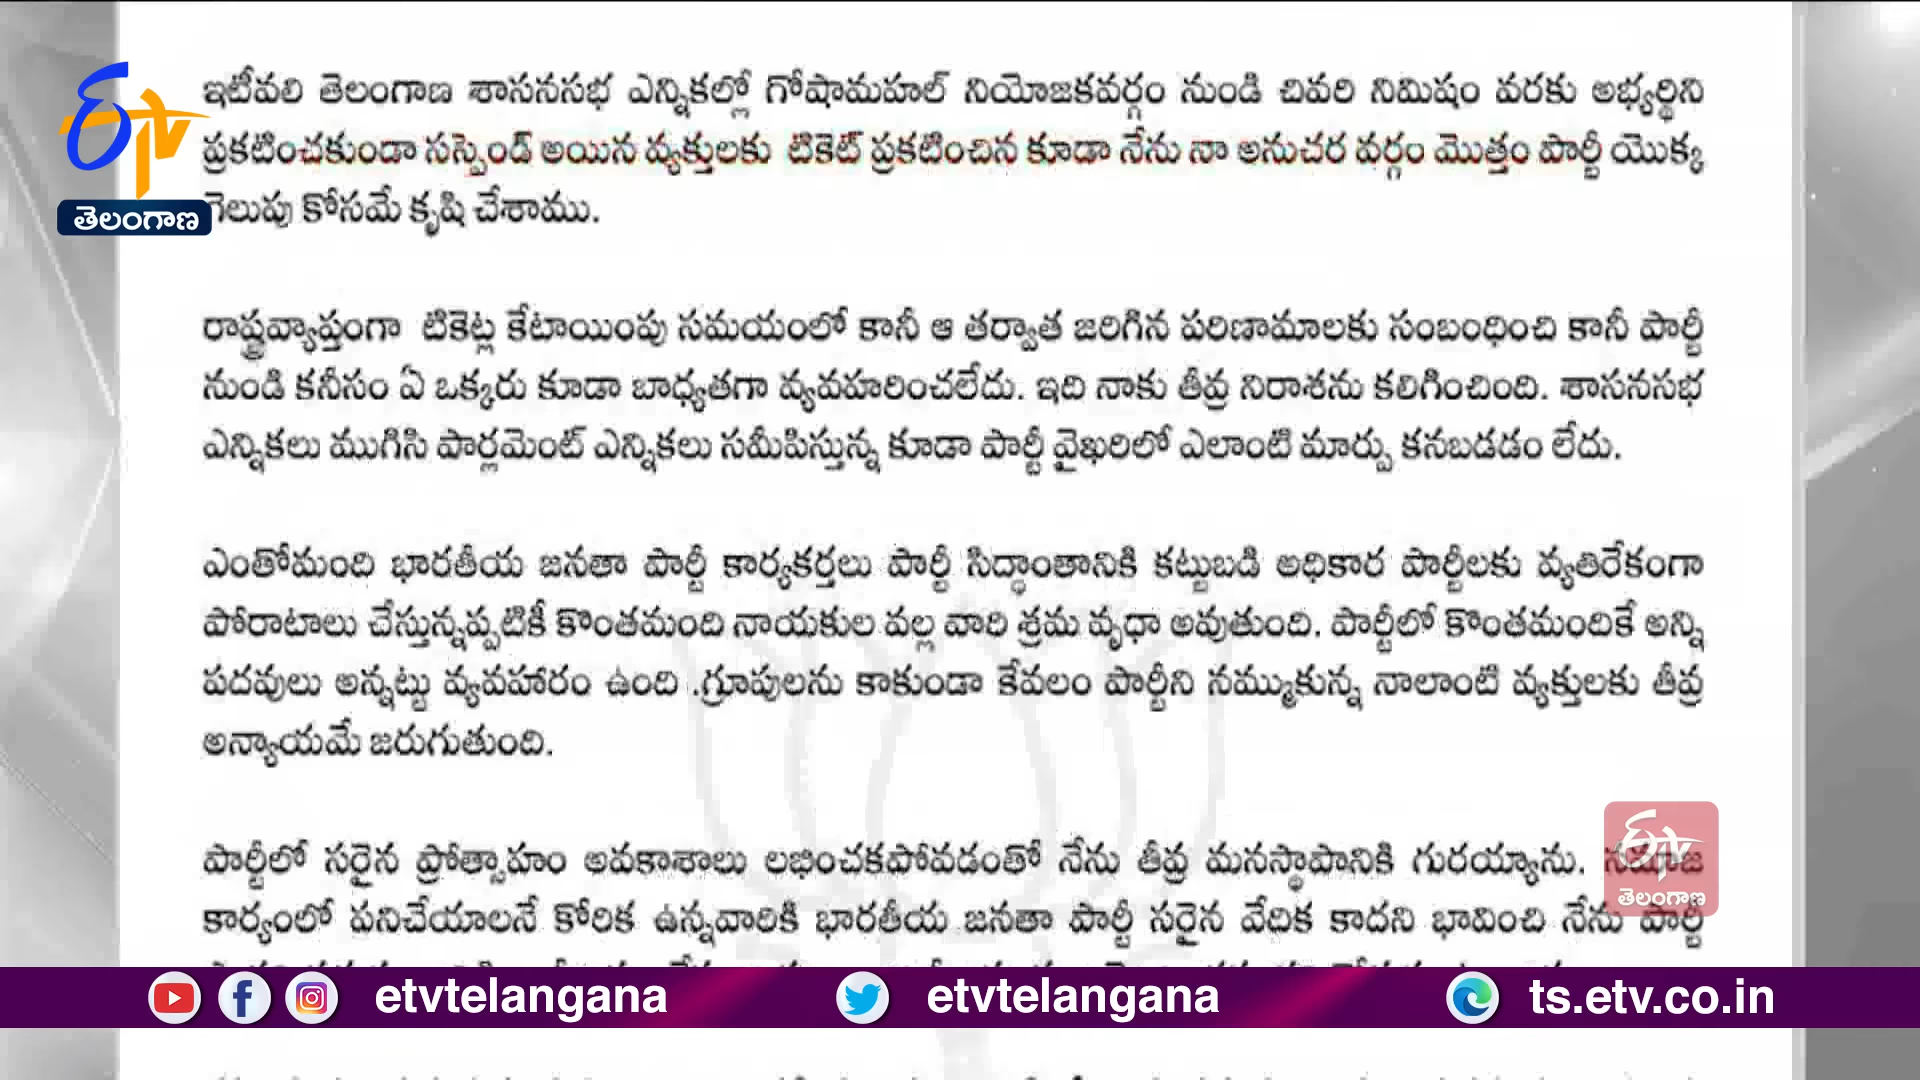 ఇటీవలి తెలంగాణ శాసనసభ ఎన్నికల్లో గోషామహల్ నియోజకవర్గం నుండి చివరి నిమిషం వరకు అభ్యర్థిని
ప్రకటించకుండా సస్పెండ్ అయిన వ్యక్తులకు టికెట్ ప్రకటించిన కూడా నేను నా అనుచర వర్గం మొత్తం పార్టీ యొక్క
గెలుపు కోసమే కృషి చేశాము.
రాష్ట్రవ్యాప్తంగా టికెట్ల కేటాయింపు సమయంలో కానీ ఆ తర్వాత జరిగిన పరిణామాలకు సంబంధించి కానీ పార్టీ
నుండి కనీసం ఏ ఒక్కరు కూడా బాధ్యతగా వ్యవహరించలేదు. ఇది నాకు తీవ్ర నిరాశను కలిగించింది. శాసనసభ
ఎన్నికలు ముగిసి పార్లమెంట్ ఎన్నికలు సమీపిస్తున్న కూడా పార్టీ వైఖరిలో ఎలాంటి మార్పు కనబడడం లేదు.
ఎంతోమంది భారతీయ జనతా పార్టీ కార్యకర్తలు పార్టీ సిద్ధాంతానికి కట్టుబడి అధికార పార్టీలకు వ్యతిరేకంగా
పోరాటాలు చేస్తున్నప్పటికీ కొంతమంది నాయకుల వల్ల వారి శ్రమ వృధా అవుతుంది. పార్టీలో కొంతమందికే అన్ని
పదవులు అన్నట్టు వ్యవహారం ఉంది .గ్రూపులను కాకుండా కేవలం పార్టీని నమ్ముకున్న నాలాంటి వ్యక్తులకు తీవ్ర
అన్యాయమే జరుగుతుంది.
పార్టీలో సరైన ప్రోత్సాహం అవకాశాలు లభించకపోవడంతో నేను తీవ్ర మనస్థాపానికి గురయ్యాను. సమాజ
కార్యంలో పనిచేయాలనే కోరిక ఉన్నవారికి భారతీయ జనతా పార్టీ సరైన వేదిక కాదని భావించి నేను పార్టీ
ETV
తెలంగాణ
ETV
తెలంగాణ
etvtelangana
etvtelangana
ts.etv.co.in